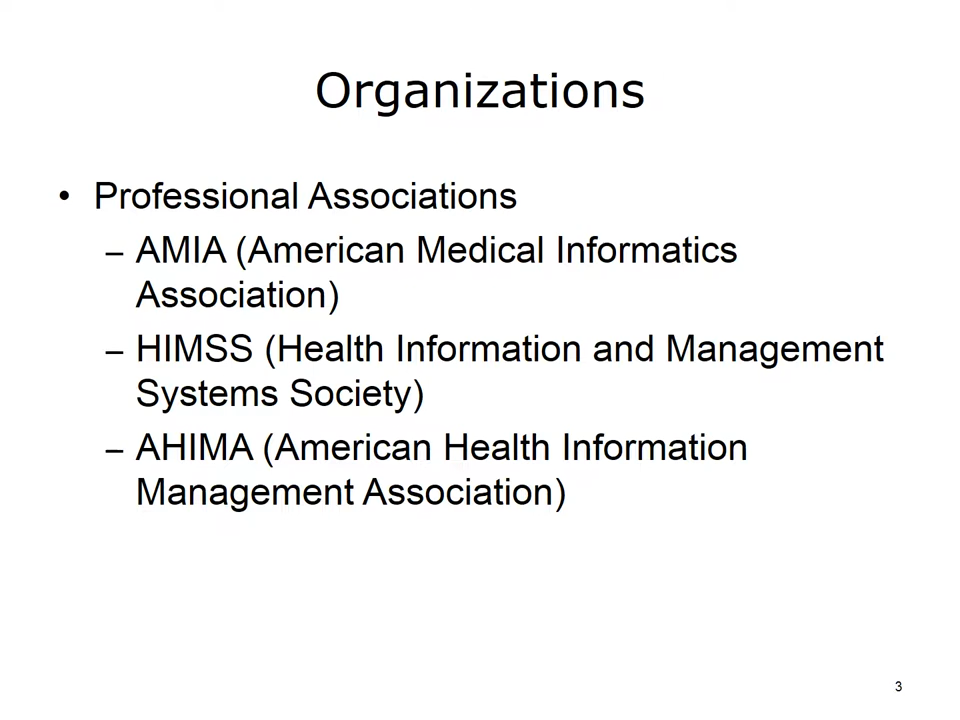 Organizations
• Professional Associations
– AMIA (American Medical Informatics
Association)
– HIMSS (Health Information and Management
Systems Society)
– AHIMA (American Health Information
Management Association)
3